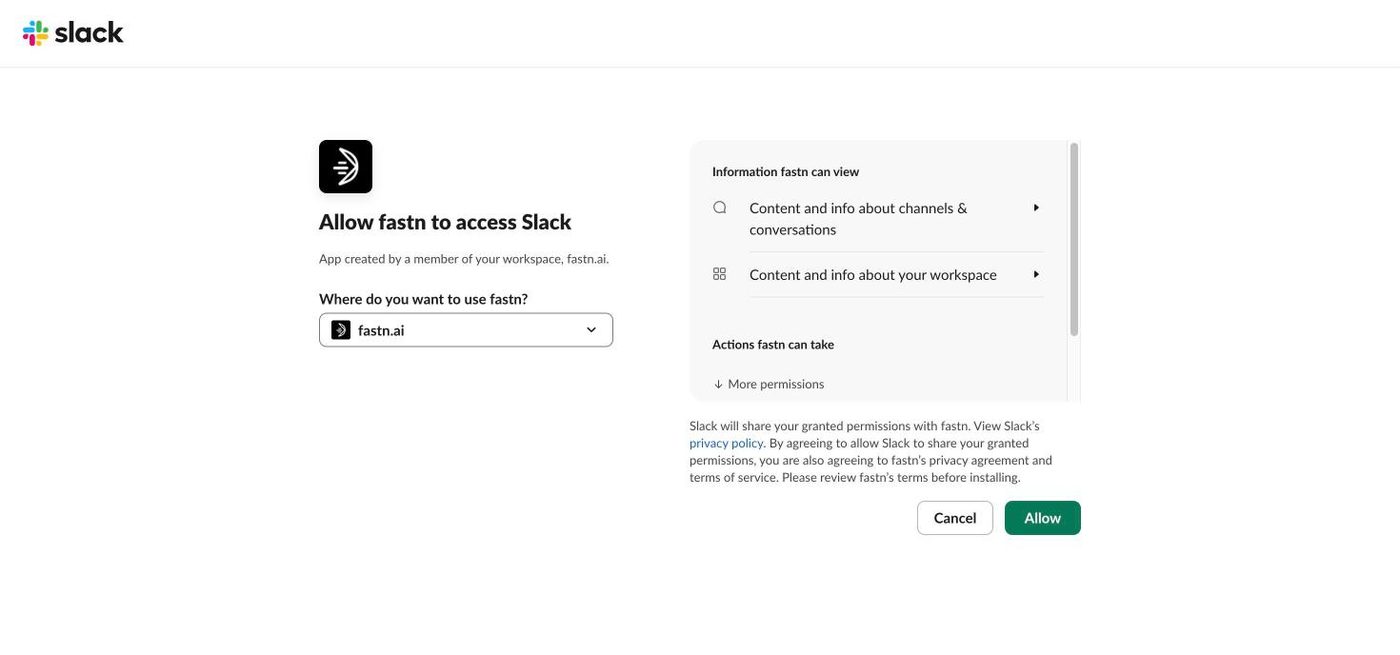 slack
Allow fastn to access Slack
App created by a member of your workspace, fastn.ai.
Where do you want to use fastn?
fastn.ai
Information fastn can view
Content and info about channels &
conversations
Content and info about your workspace
Actions fastn can take
↓ More permissions
Slack will share your granted permissions with fastn. View Slack’s
privacy policy. By agreeing to allow Slack to share your granted
permissions, you are also agreeing to fastn’s privacy agreement and
terms of service. Please review fastn’s terms before installing.
Cancel
Allow